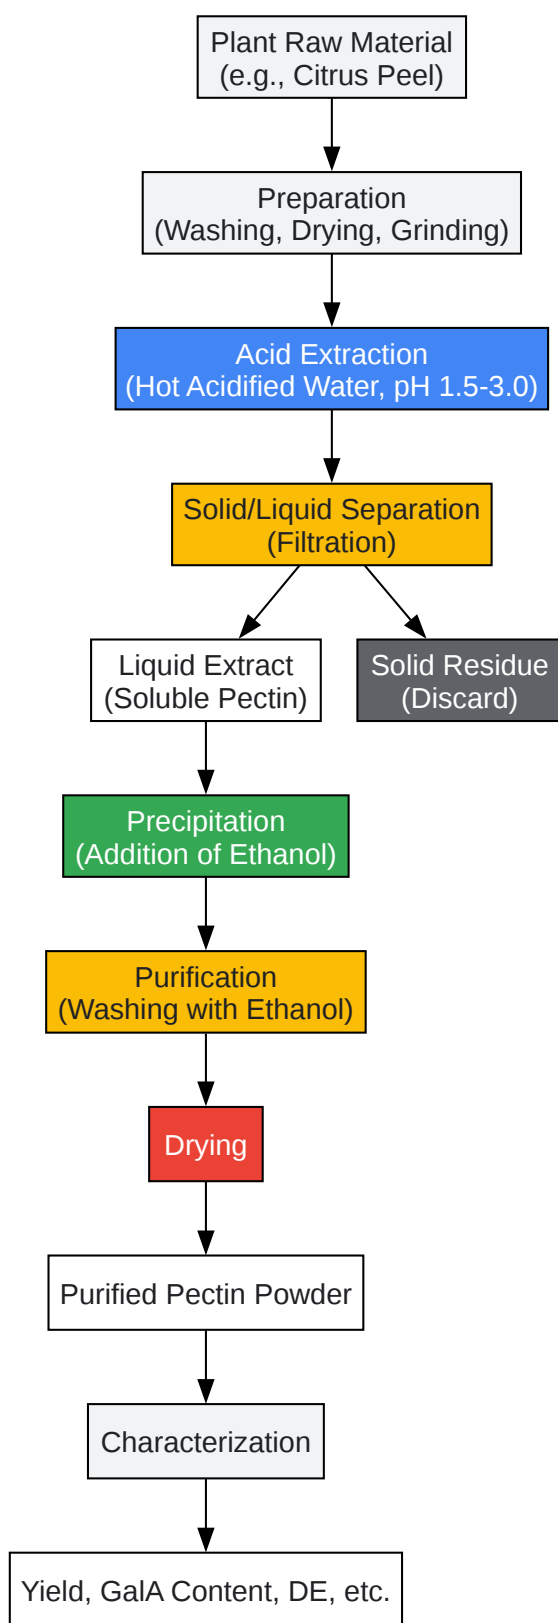 Plant Raw Material
(e.g., Citrus Peel)
Preparation
(Washing, Drying, Grinding)
Acid Extraction
(Hot Acidified Water, pH 1.5-3.0)
Solid/Liquid Separation
(Filtration)
Liquid Extract
(Soluble Pectin)
Solid Residue
(Discard)
Precipitation
(Addition of Ethanol)
Purification
(Washing with Ethanol)
Drying
Purified Pectin Powder
Characterization
Yield, GalA Content, DE, etc.